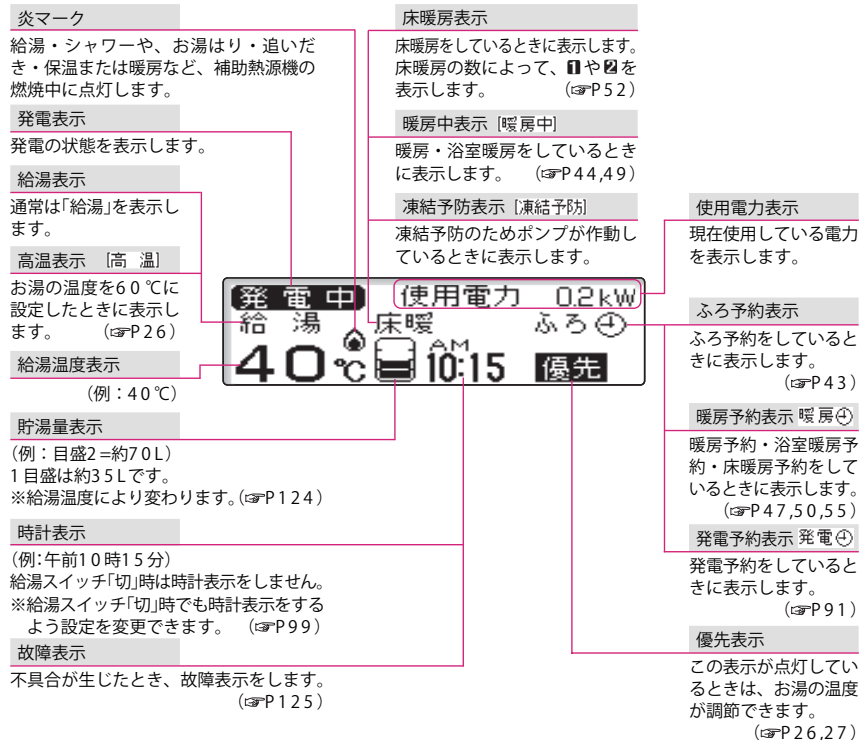 炎マーク
給湯・シャワーや、お湯はり・追いだ
き・保温または暖房など、補助熱源機の
燃焼中に点灯します。
発電表示
発電の状態を表示します。
給湯表示
通常は「給湯」を表示し
ます。
高温表示 [高 温]
お湯の温度を60℃に
設定したときに表示し
ます。 (☞P26)
給湯温度表示
(例:40℃)
貯湯量表示
(例:目盛2=約70L)
1目盛は約35Lです。
※給湯温度により変わります。(☞P124)
時計表示
(例:午前10時15分)
給湯スイッチ「切」時は時計表示をしません。
※給湯スイッチ「切」時でも時計表示をする
よう設定を変更できます。 (☞P99)
故障表示
不具合が生じたとき、故障表示をします。
(☞P125)
床暖房表示
床暖房をしているときに表示します。
床暖房の数によって、❶や❷を
表示します。 (☞P52)
暖房中表示 [暖房中]
暖房・浴室暖房をしているとき
に表示します。 (☞P44,49)
凍結予防表示 [凍結予防]
凍結予防のためポンプが作動し
ているときに表示します。
発電中 使用電力 0.2kW
給湯 床暖 ふろ
40℃ AM 10:15 優先
使用電力表示
現在使用している電力
を表示します。
ふろ予約表示
ふろ予約をしていると
きに表示します。
(☞P43)
暖房予約表示 暖房
暖房予約・浴室暖房予
約・床暖房予約をして
いるときに表示します。
(☞P47,50,55)
発電予約表示 発電
発電予約をしていると
きに表示します。
(☞P91)
優先表示
この表示が点灯してい
るときは、お湯の温度
が調節できます。
(☞P26,27)